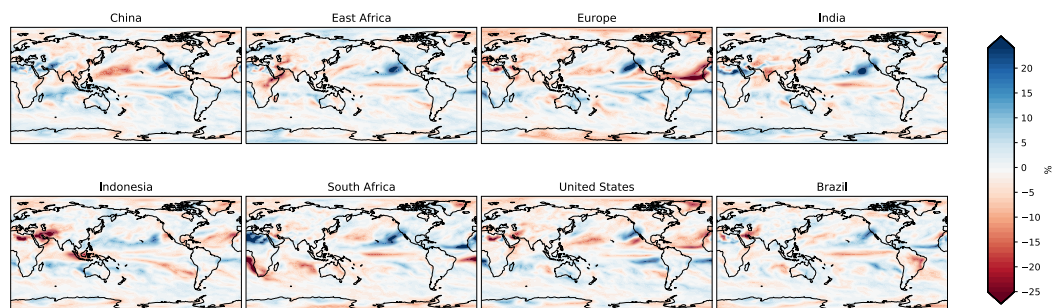 China
East Africa
Europe
India
Indonesia
South Africa
United States
Brazil
20
15
10
5
0
−5
−10
−15
−20
−25
%